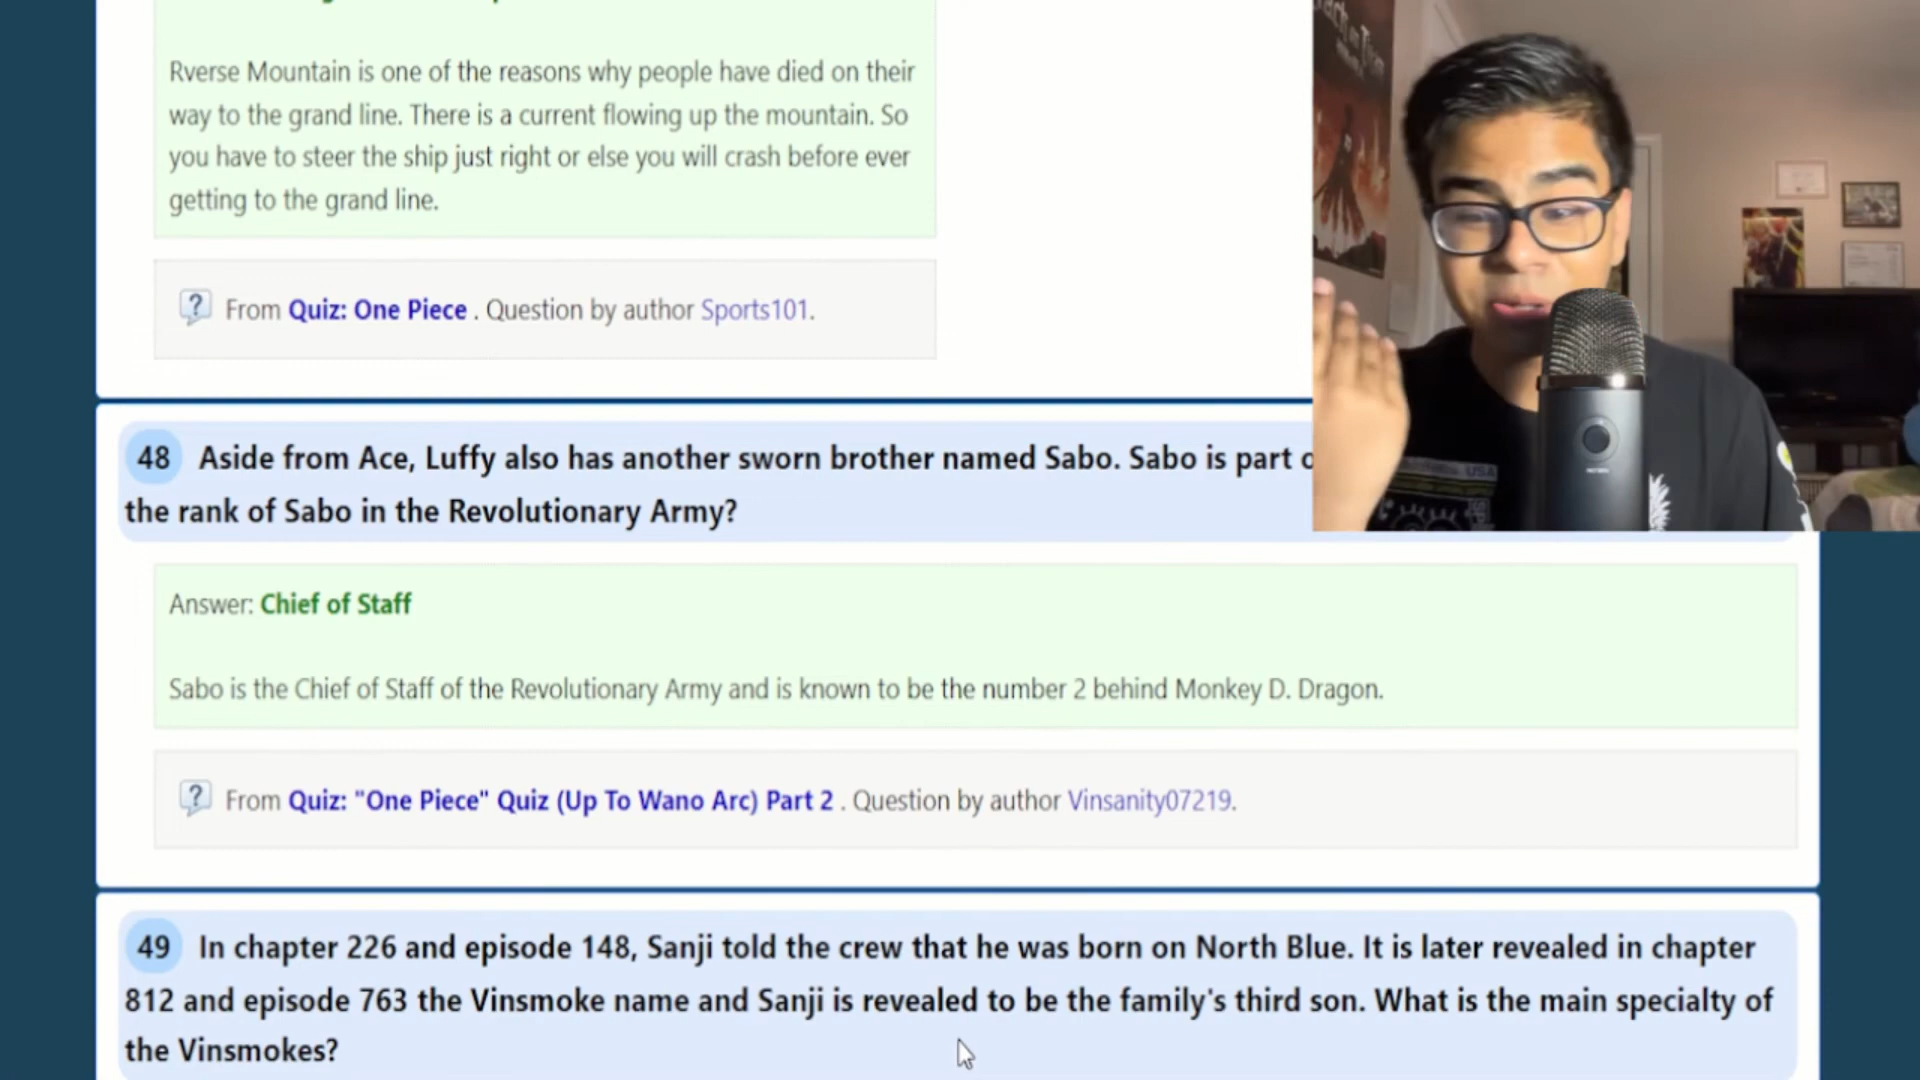 Rverse Mountain is one of the reasons why people have died on their
way to the grand line. There is a current flowing up the mountain. So
you have to steer the ship just right or else you will crash before ever
getting to the grand line.
? From Quiz: One Piece . Question by author Sports101.
48 Aside from Ace, Luffy also has another sworn brother named Sabo. Sabo is part
the rank of Sabo in the Revolutionary Army?
Answer: Chief of Staff
Sabo is the Chief of Staff of the Revolutionary Army and is known to be the number 2 behind Monkey D. Dragon.
? From Quiz: "One Piece" Quiz (Up To Wano Arc) Part 2 . Question by author Vinsanity07219.
49 In chapter 226 and episode 148, Sanji told the crew that he was born on North Blue. It is later revealed in chapter
812 and episode 763 the Vinsmoke name and Sanji is revealed to be the family's third son. What is the main specialty of
the Vinsmokes?
USA